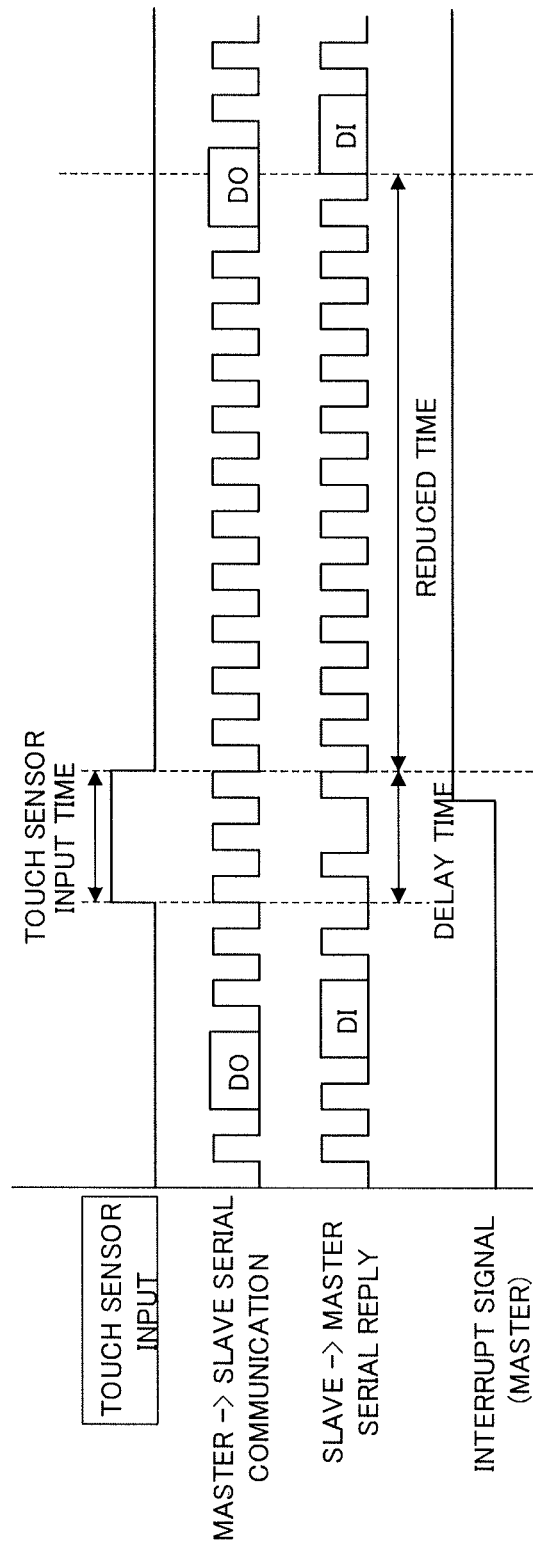 TOUCH SENSOR
INPUT
MASTER -> SLAVE SERIAL
COMMUNICATION
SLAVE -> MASTER
SERIAL REPLY
INTERRUPT SIGNAL
(MASTER)
TOUCH SENSOR
INPUT TIME
DO
DO
DI
DI
DELAY TIME
REDUCED TIME